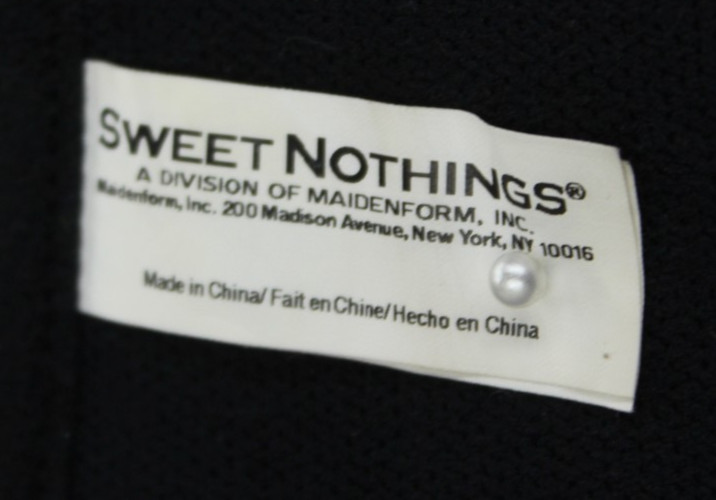 SWEET NOTHINGS®
A DIVISION OF MAIDENFORM, INC.
Maidenform, Inc. 200 Madison Avenue, New York, NY 10016
Made in China/ Fait en Chine/ Hecho en China